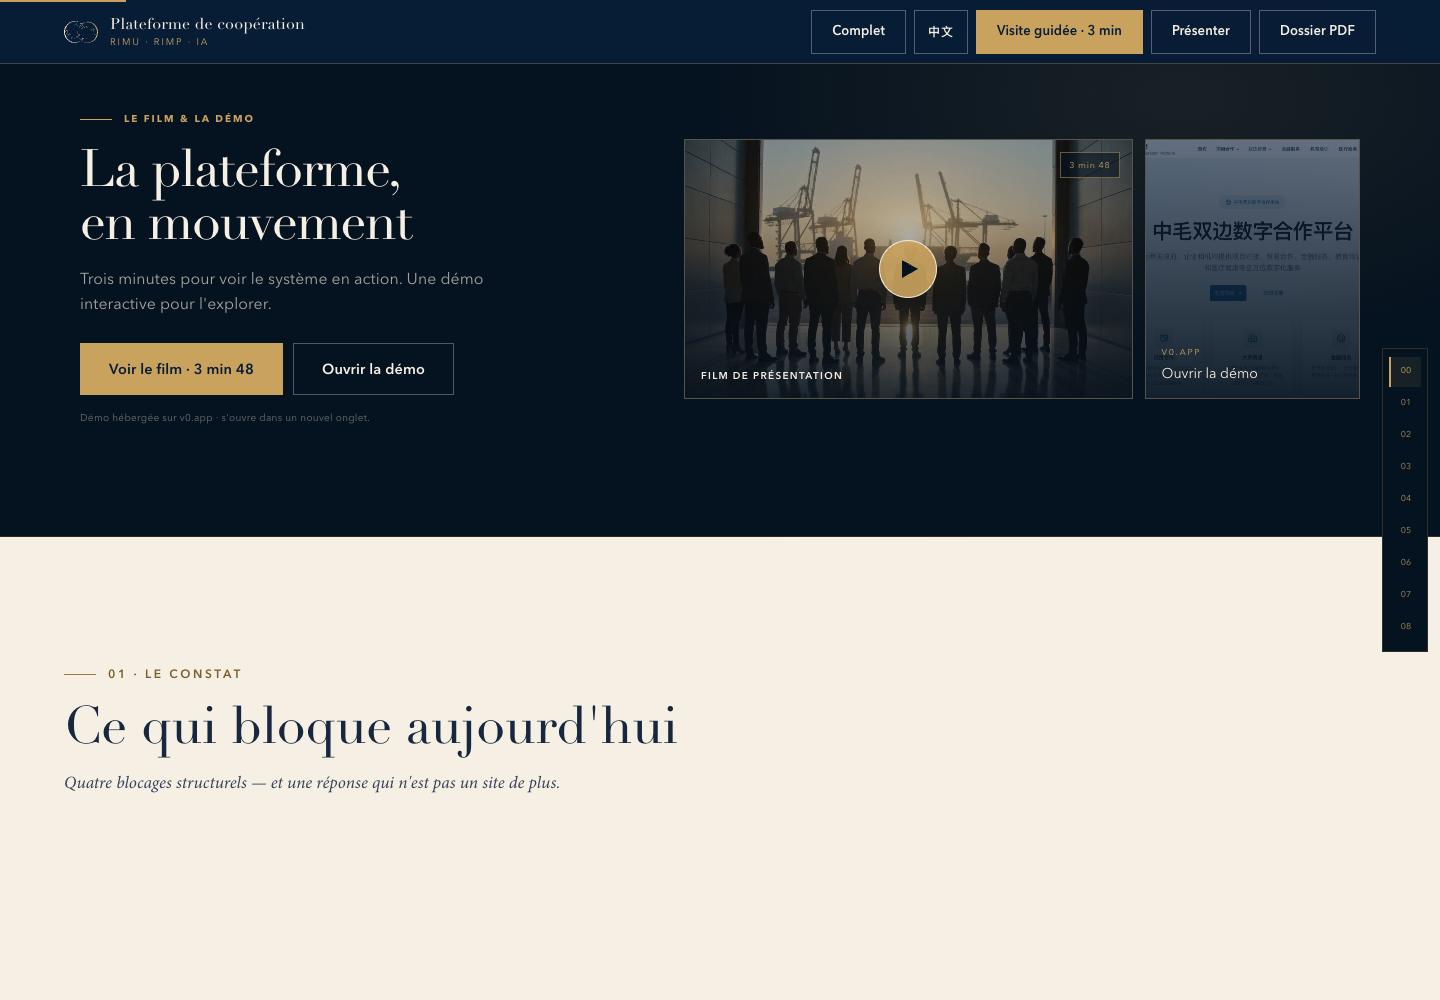 Plateforme de coopération
RIMU · RIMP · IA
Complet
中文
Visite guidée · 3 min
Présenter
Dossier PDF
LE FILM & LA DÉMO
La plateforme,
en mouvement
Trois minutes pour voir le système en action. Une démo
interactive pour l'explorer.
Voir le film · 3 min 48
Ouvrir la démo
Démo hébergée sur v0.app · s'ouvre dans un nouvel onglet.
3 min 48
FILM DE PRÉSENTATION
中毛双边数字合作平台
V0.APP
Ouvrir la démo
00
01
02
03
04
05
06
07
08
01 · LE CONSTAT
Ce qui bloque aujourd'hui
Quatre blocages structurels — et une réponse qui n'est pas un site de plus.